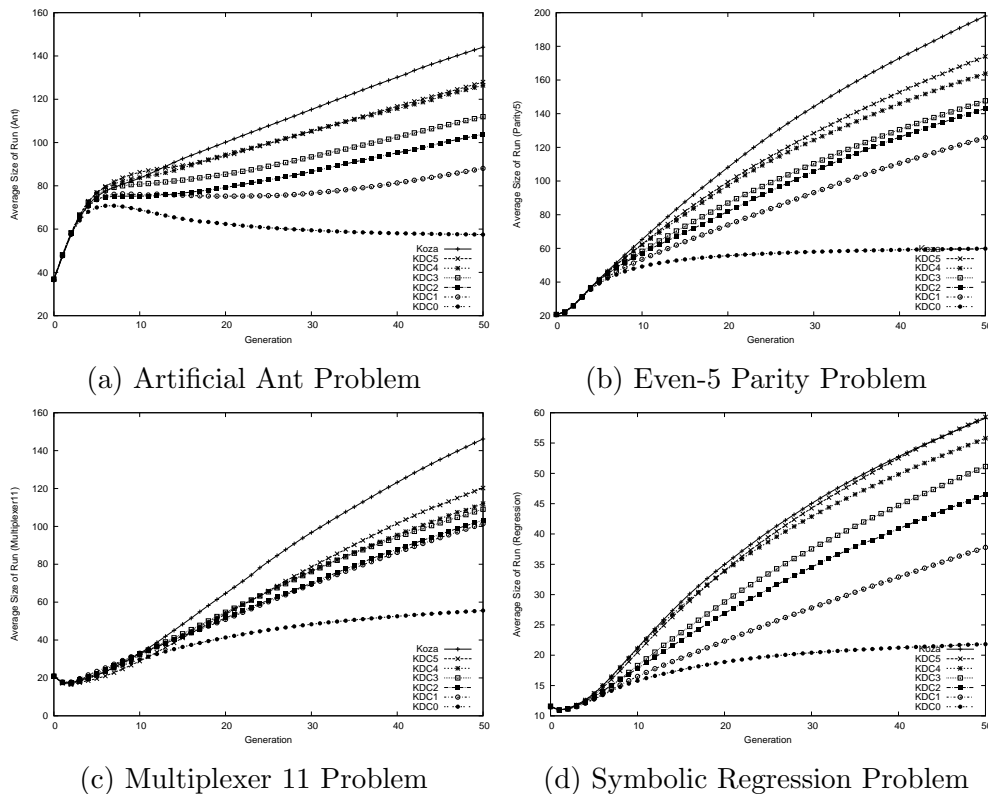 160
140
120
100
80
60
40
20
0
10
20
30
40
50
Average Size of Run (Ant)
Generation
Koza
KDC5
KDC4
KDC3
KDC2
KDC1
KDC0
(a) Artificial Ant Problem
200
180
160
140
120
100
80
60
40
20
0
10
20
30
40
50
Average Size of Run (Parity5)
Generation
Koza
KDC5
KDC4
KDC3
KDC2
KDC1
KDC0
(b) Even-5 Parity Problem
160
140
120
100
80
60
40
20
0
0
10
20
30
40
50
Average Size of Run (Multiplexer11)
Generation
Koza
KDC5
KDC4
KDC3
KDC2
KDC1
KDC0
(c) Multiplexer 11 Problem
60
55
50
45
40
35
30
25
20
15
10
0
10
20
30
40
50
Average Size of Run (Regression)
Generation
Koza
KDC5
KDC4
KDC3
KDC2
KDC1
KDC0
(d) Symbolic Regression Problem